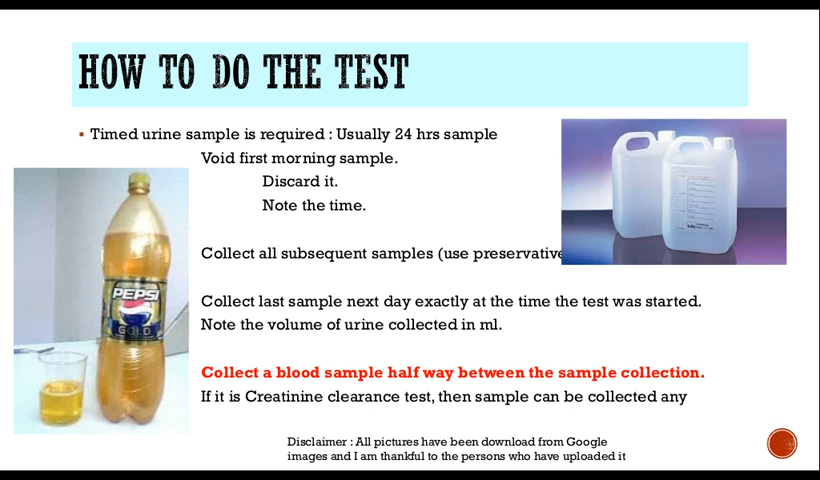 HOW TO DO THE TEST
▪ Timed urine sample is required : Usually 24 hrs sample
Void first morning sample.
Discard it.
Note the time.
Collect all subsequent samples (use preservative
Collect last sample next day exactly at the time the test was started.
Note the volume of urine collected in ml.
Collect a blood sample half way between the sample collection.
If it is Creatinine clearance test, then sample can be collected any
PEPSI
GOLD
Disclaimer : All pictures have been download from Google
images and I am thankful to the persons who have uploaded it